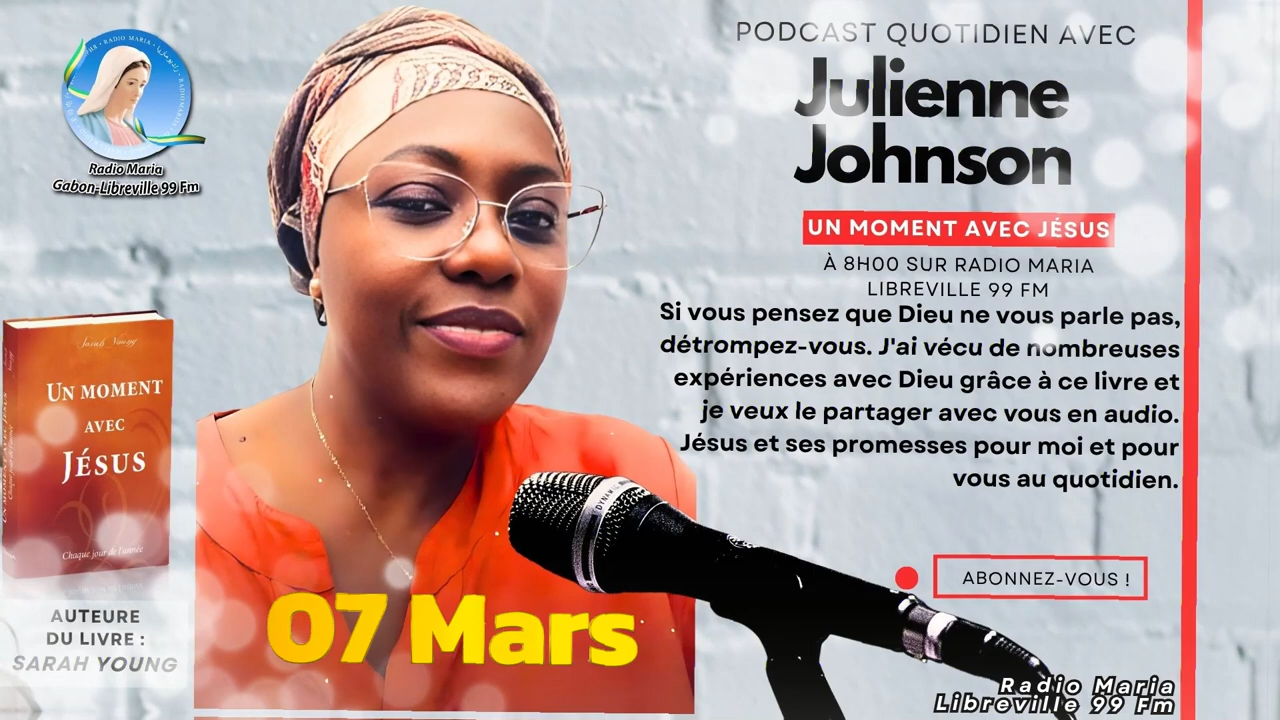 Radio Maria
Gabon-Libreville 99 Fm
PODCAST QUOTIDIEN AVEC
Julienne
Johnson
UN MOMENT AVEC JÉSUS
À 8H00 SUR RADIO MARIA
LIBREVILLE 99 FM
Si vous pensez que Dieu ne vous parle pas,
détrompez-vous. J'ai vécu de nombreuses
expériences avec Dieu grâce à ce livre et
je veux le partager avec vous en audio.
Jésus et ses promesses pour moi et pour
vous au quotidien.
Sarah Young
UN MOMENT
AVEC
JÉSUS
Chaque jour de l'année
AUTEURE
DU LIVRE :
SARAH YOUNG
07 Mars
ABONNEZ-VOUS !
Radio Maria
Libreville 99 Fm